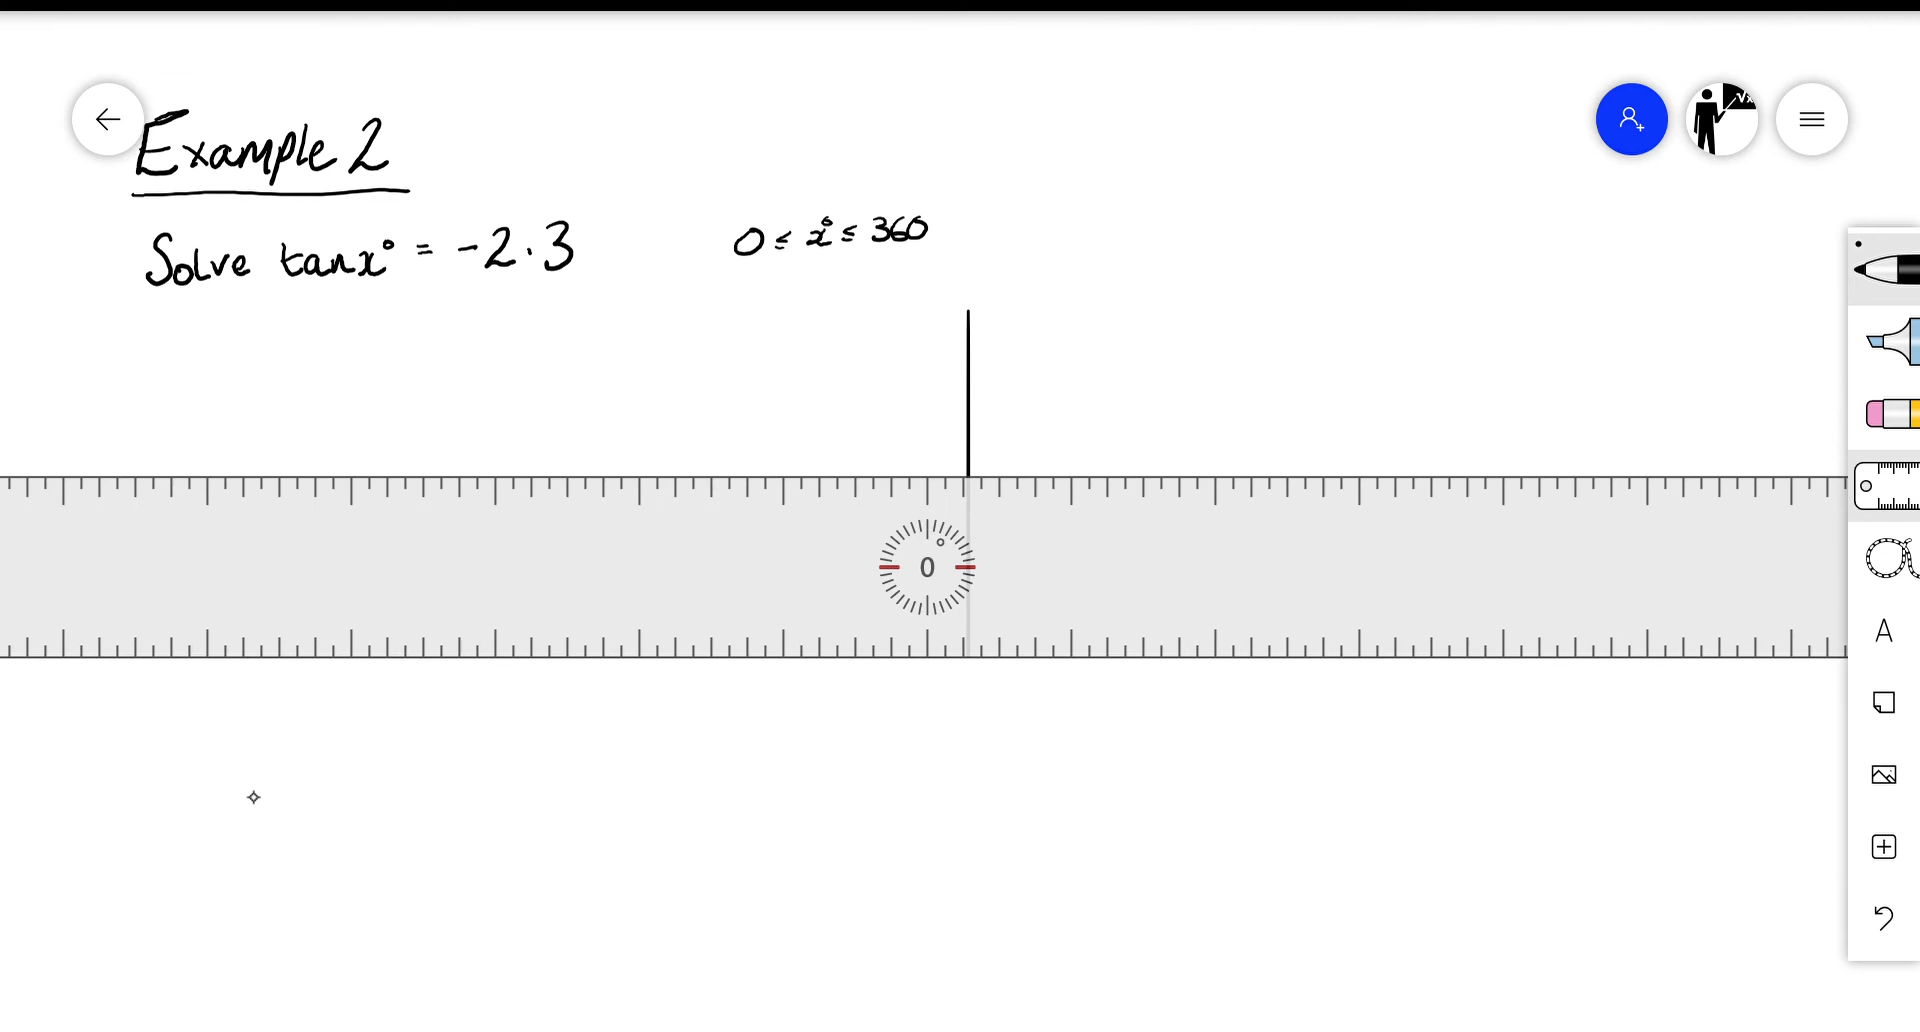 Example 2
Solve tanx° = -2·3 0 ≤ x° ≤ 360
0°
A